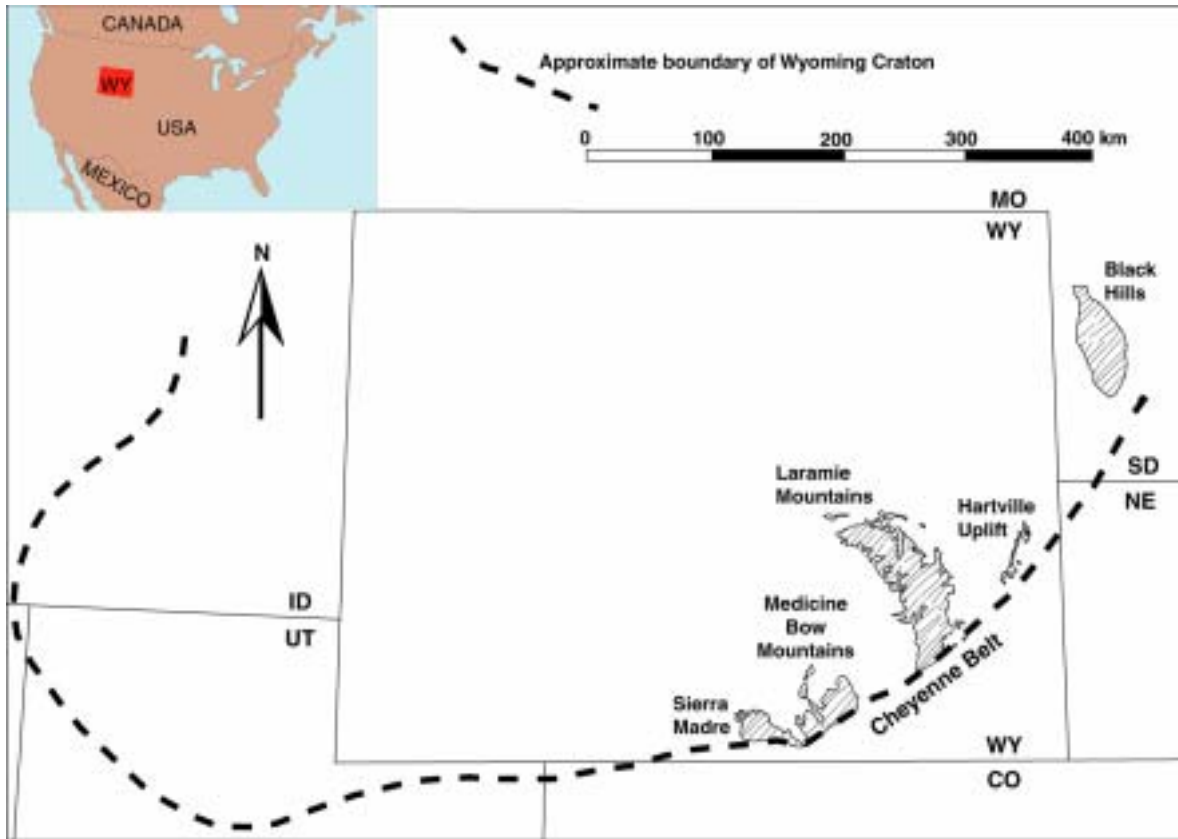 CANADA
WY
USA
MEXICO
Approximate boundary of Wyoming Craton
0 100 200 300 400 km
MO
WY
N
Black
Hills
SD
NE
Laramie
Mountains
Hartville
Uplift
ID
UT
Medicine
Bow
Mountains
Cheyenne Belt
Sierra
Madre
WY
CO